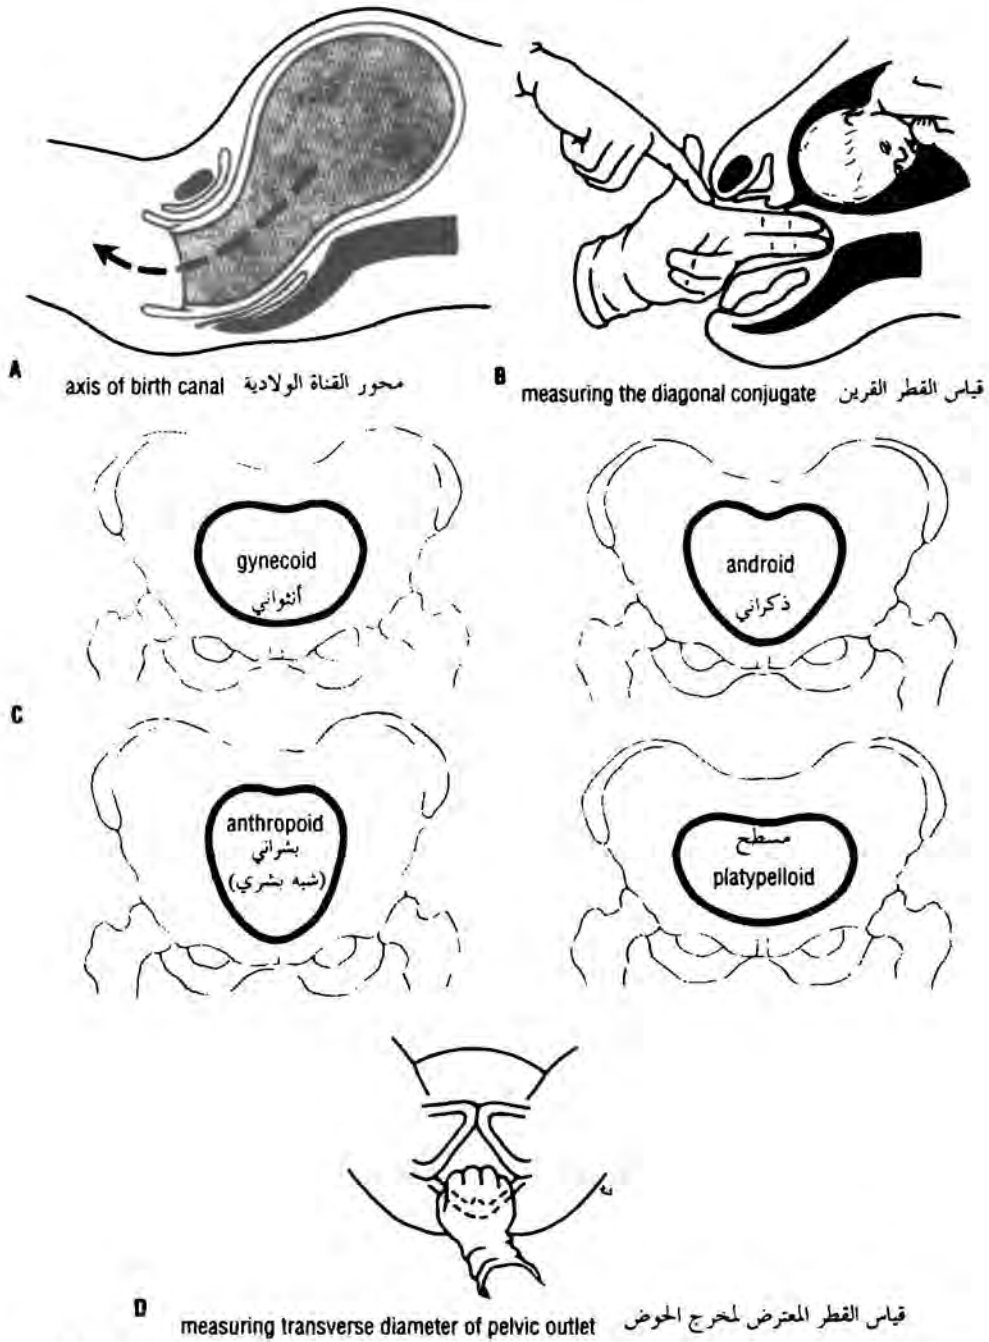 A axis of birth canal محور القناة الولادية
B measuring the diagonal conjugate قياس القطر القرين
C
gynecoid
أنثواني
android
ذكراني
anthropoid
بشراني
(شبه بشري)
مسطح
platypelloid
D measuring transverse diameter of pelvic outlet قياس القطر المعترض لمخرج الحوض